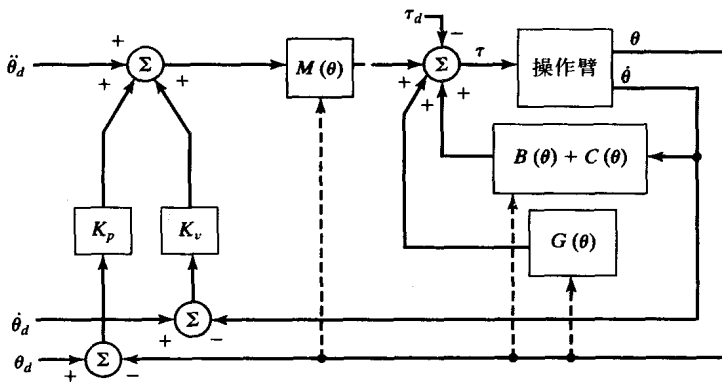 τ_d
−
θ
+
θ̈_d
+
Σ
+
+
M(θ)
+
Σ
τ
+
+
操作臂
θ̇
B(θ) + C(θ)
K_p
K_v
G(θ)
θ̇_d
+
Σ
−
θ_d
+
Σ
−